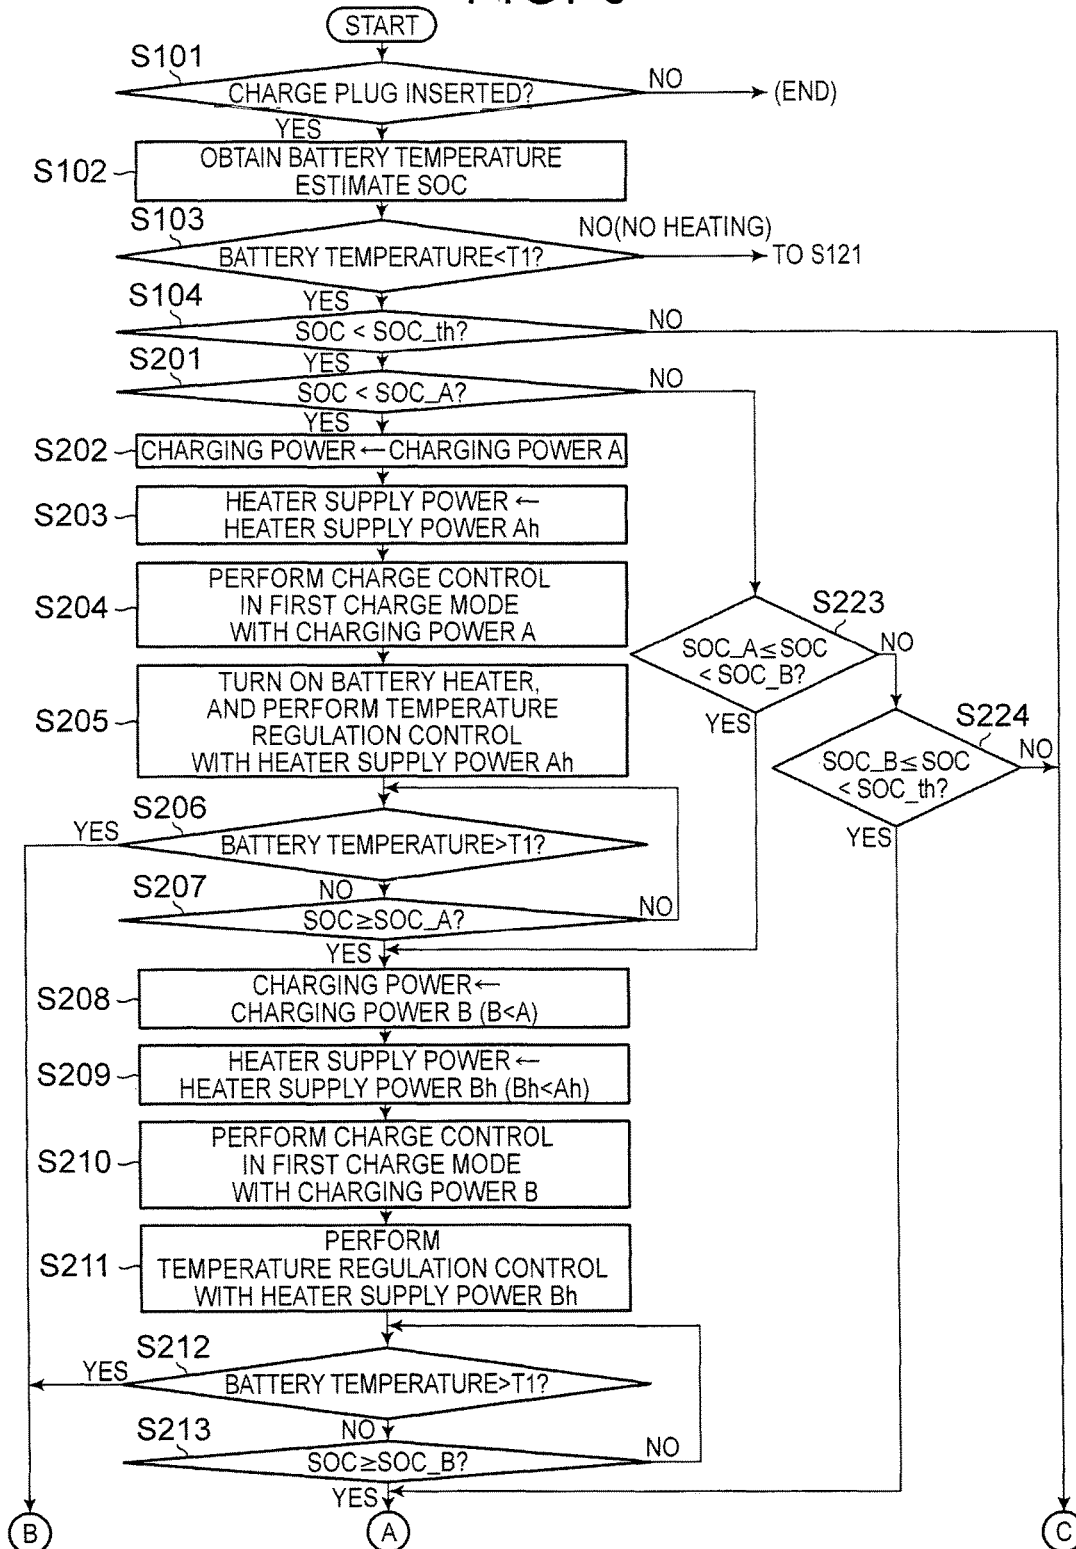 START
S101
CHARGE PLUG INSERTED?
NO
(END)
YES
S102
OBTAIN BATTERY TEMPERATURE
ESTIMATE SOC
S103
BATTERY TEMPERATURE<T1?
NO(NO HEATING)
TO S121
YES
S104
SOC < SOC_th?
NO
YES
S201
SOC < SOC_A?
NO
YES
S202
CHARGING POWER ← CHARGING POWER A
S203
HEATER SUPPLY POWER ←
HEATER SUPPLY POWER Ah
S204
PERFORM CHARGE CONTROL
IN FIRST CHARGE MODE
WITH CHARGING POWER A
S223
SOC_A≤SOC
< SOC_B?
NO
YES
S205
TURN ON BATTERY HEATER,
AND PERFORM TEMPERATURE
REGULATION CONTROL
WITH HEATER SUPPLY POWER Ah
S224
SOC_B≤SOC
< SOC_th?
NO
YES
S206
BATTERY TEMPERATURE>T1?
YES
NO
S207
SOC≥SOC_A?
NO
YES
S208
CHARGING POWER←
CHARGING POWER B (B<A)
S209
HEATER SUPPLY POWER ←
HEATER SUPPLY POWER Bh (Bh<Ah)
S210
PERFORM CHARGE CONTROL
IN FIRST CHARGE MODE
WITH CHARGING POWER B
S211
PERFORM
TEMPERATURE REGULATION CONTROL
WITH HEATER SUPPLY POWER Bh
S212
BATTERY TEMPERATURE>T1?
YES
NO
S213
SOC≥SOC_B?
NO
YES
B
A
C